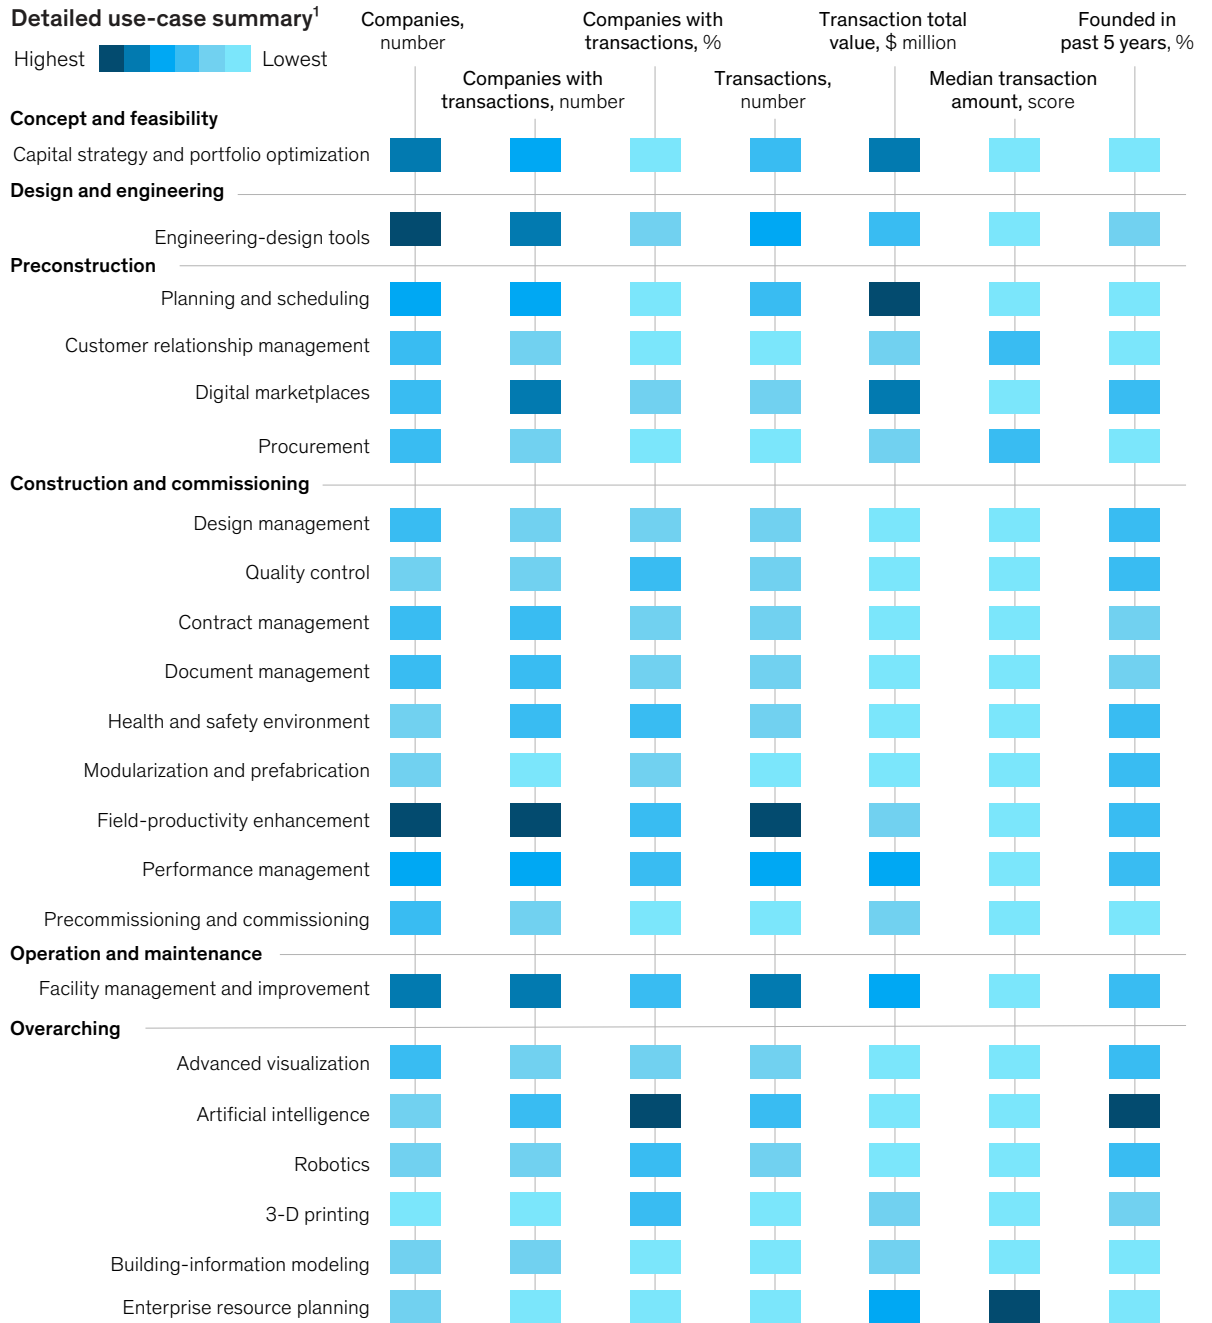 Detailed use-case summary1
Highest
Lowest
Companies,
number
Companies with
transactions, number
Companies with
transactions, %
Transactions,
number
Transaction total
value, $ million
Median transaction
amount, score
Founded in
past 5 years, %
Concept and feasibility
Capital strategy and portfolio optimization
Design and engineering
Engineering-design tools
Preconstruction
Planning and scheduling
Customer relationship management
Digital marketplaces
Procurement
Construction and commissioning
Design management
Quality control
Contract management
Document management
Health and safety environment
Modularization and prefabrication
Field-productivity enhancement
Performance management
Precommissioning and commissioning
Operation and maintenance
Facility management and improvement
Overarching
Advanced visualization
Artificial intelligence
Robotics
3-D printing
Building-information modeling
Enterprise resource planning